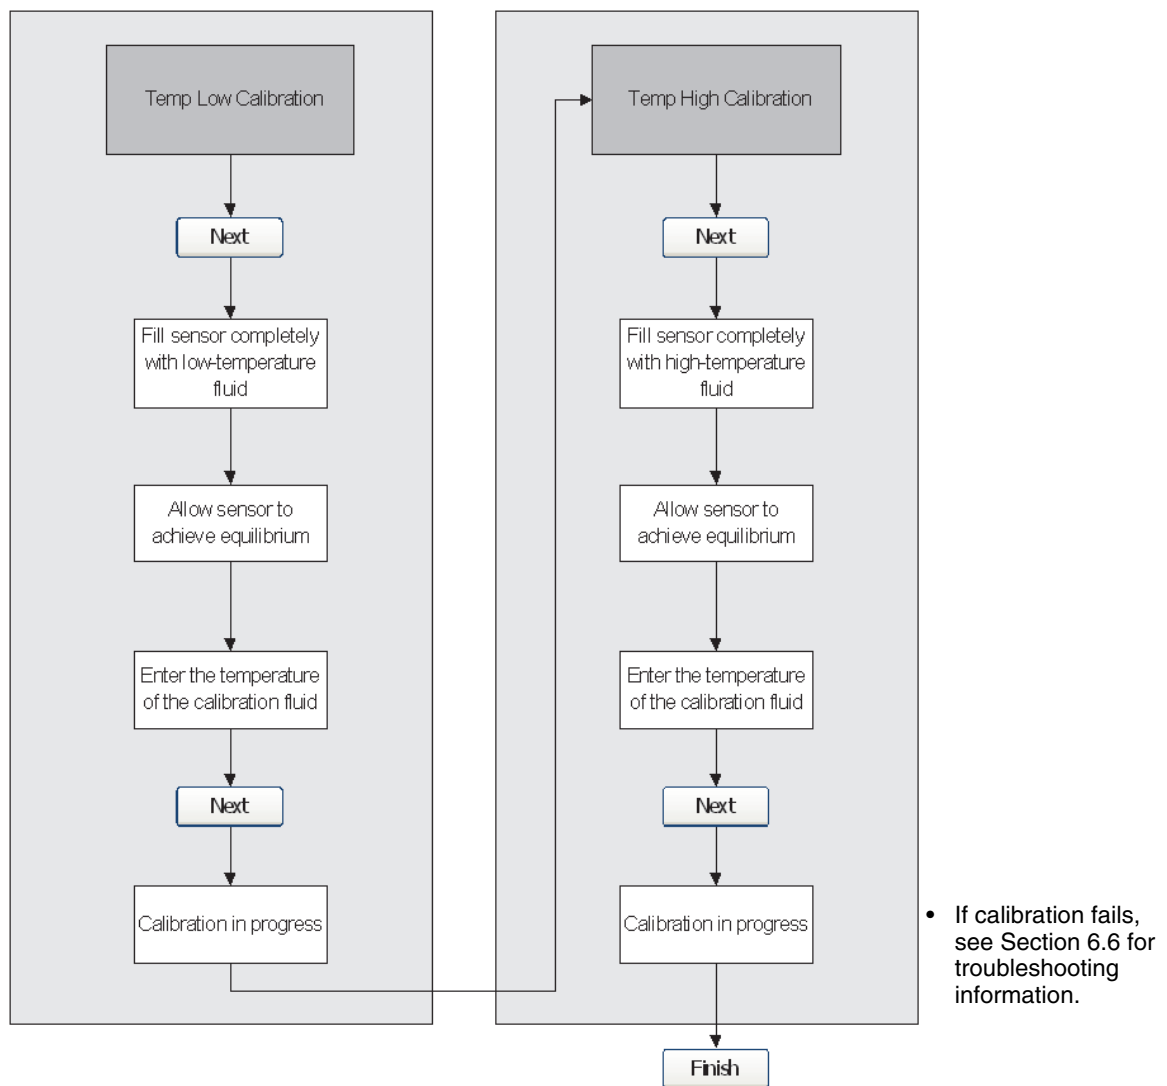 Temp Low Calibration
Next
Fill sensor completely
with low-temperature
fluid
Allow sensor to
achieve equilibrium
Enter the temperature
of the calibration fluid
Next
Calibration in progress
Temp High Calibration
Next
Fill sensor completely
with high-temperature
fluid
Allow sensor to
achieve equilibrium
Enter the temperature
of the calibration fluid
Next
Calibration in progress
Finish
• If calibration fails,
see Section 6.6 for
troubleshooting
information.